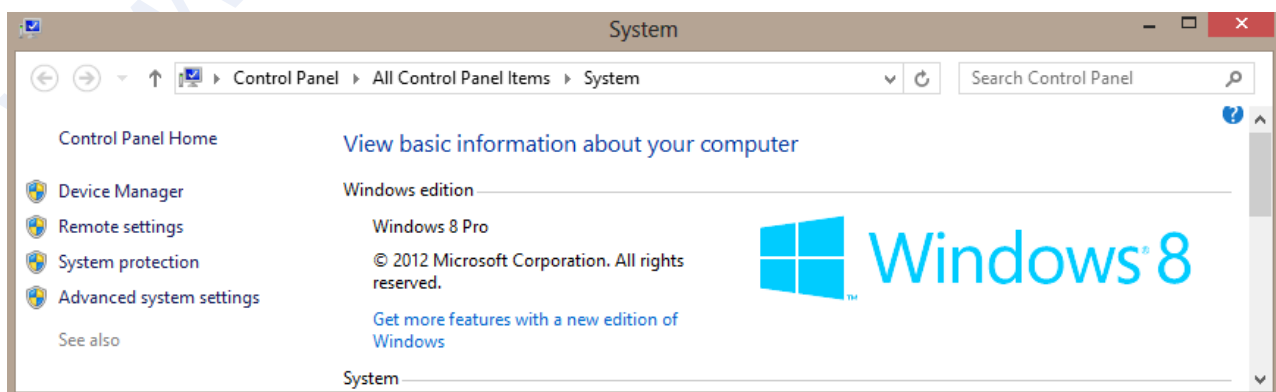 System
Control Panel ▸ All Control Panel Items ▸ System
Search Control Panel
Control Panel Home
Device Manager
Remote settings
System protection
Advanced system settings
See also
View basic information about your computer
Windows edition
Windows 8 Pro
© 2012 Microsoft Corporation. All rights
reserved.
Get more features with a new edition of
Windows
Windows® 8
TM
System